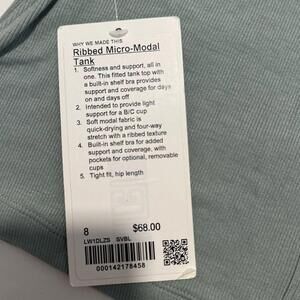 WHY WE MADE THIS
Ribbed Micro-Modal
Tank
1. Softness and support, all in
one. This fitted tank top with
a built-in shelf bra provides
support and coverage for days
on and days off
2. Intended to provide light
support for a B/C cup
3. Soft modal fabric is
quick-drying and four-way
stretch with a ribbed texture
4. Built-in shelf bra for added
support and coverage, with
pockets for optional, removable
cups
5. Tight fit, hip length
8 $68.00
LW1DLZS SVBL
000142178458